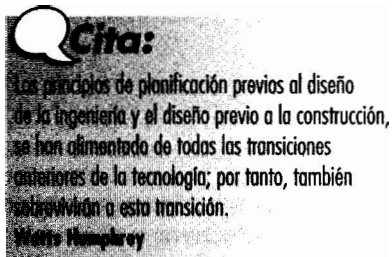 Cita:
Los principios de planificación previos al diseño
de la ingeniería y el diseño previo a la construcción,
se han alimentado de todas las transiciones
anteriores de la tecnología; por tanto, también
sobrevivirán a esta transición.
Watts Humphrey